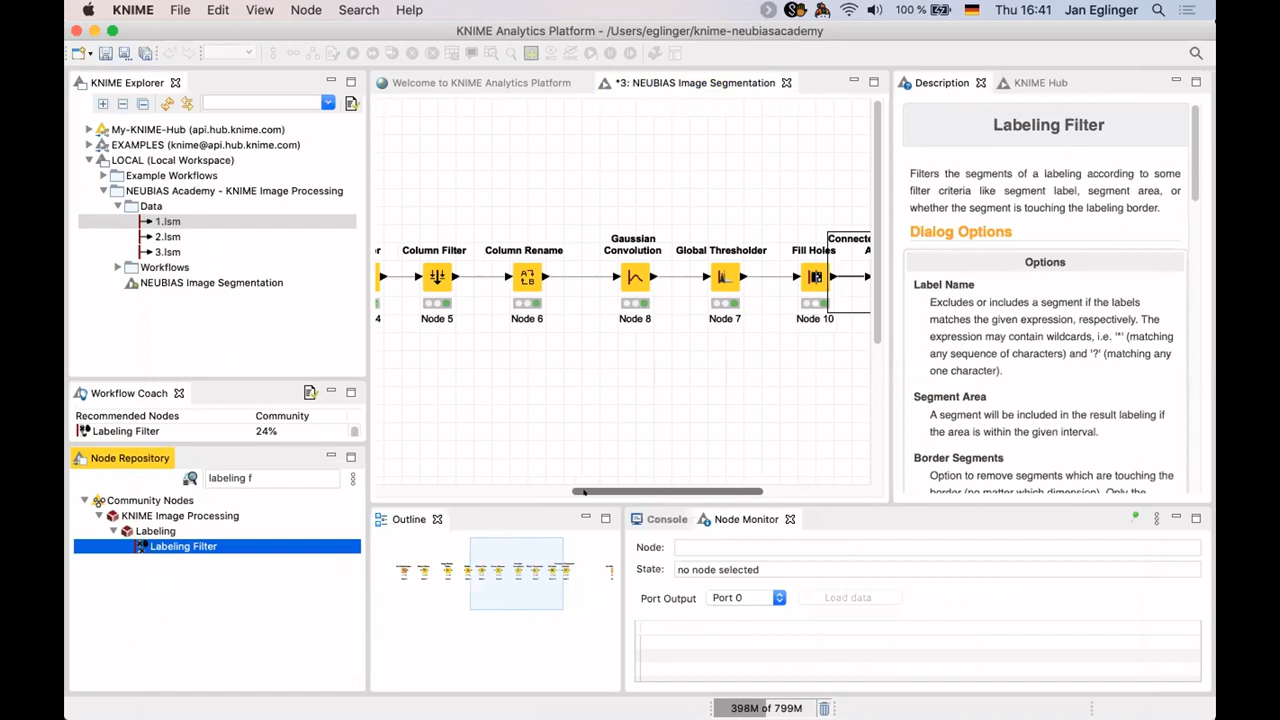 KNIME File Edit View Node Search Help 100 % Thu 16:41 Jan Eglinger
KNIME Analytics Platform - /Users/eglinger/knime-neubiasacademy
KNIME Explorer
My-KNIME-Hub (api.hub.knime.com)
EXAMPLES (knime@api.hub.knime.com)
LOCAL (Local Workspace)
Example Workflows
NEUBIAS Academy - KNIME Image Processing
Data
1.lsm
2.lsm
3.lsm
Workflows
NEUBIAS Image Segmentation
Workflow Coach
Recommended Nodes Community
Labeling Filter 24%
Node Repository
labeling f
Community Nodes
KNIME Image Processing
Labeling
Labeling Filter
Welcome to KNIME Analytics Platform *3: NEUBIAS Image Segmentation
Column Filter
Node 5
Column Rename
Node 6
Gaussian
Convolution
Node 8
Global Thresholder
Node 7
Fill Holes
Node 10
Connecte
4
Outline
Console Node Monitor
Node:
State: no node selected
Port Output Port 0 Load data
Description KNIME Hub
Labeling Filter
Filters the segments of a labeling according to some
filter criteria like segment label, segment area, or
whether the segment is touching the labeling border.
Dialog Options
Options
Label Name
Excludes or includes a segment if the labels
matches the given expression, respectively. The
expression may contain wildcards, i.e. '*' (matching
any sequence of characters) and '?' (matching any
one character).
Segment Area
A segment will be included in the result labeling if
the area is within the given interval.
Border Segments
Option to remove segments which are touching the
border (no matter which dimension). Only the
398M of 799M